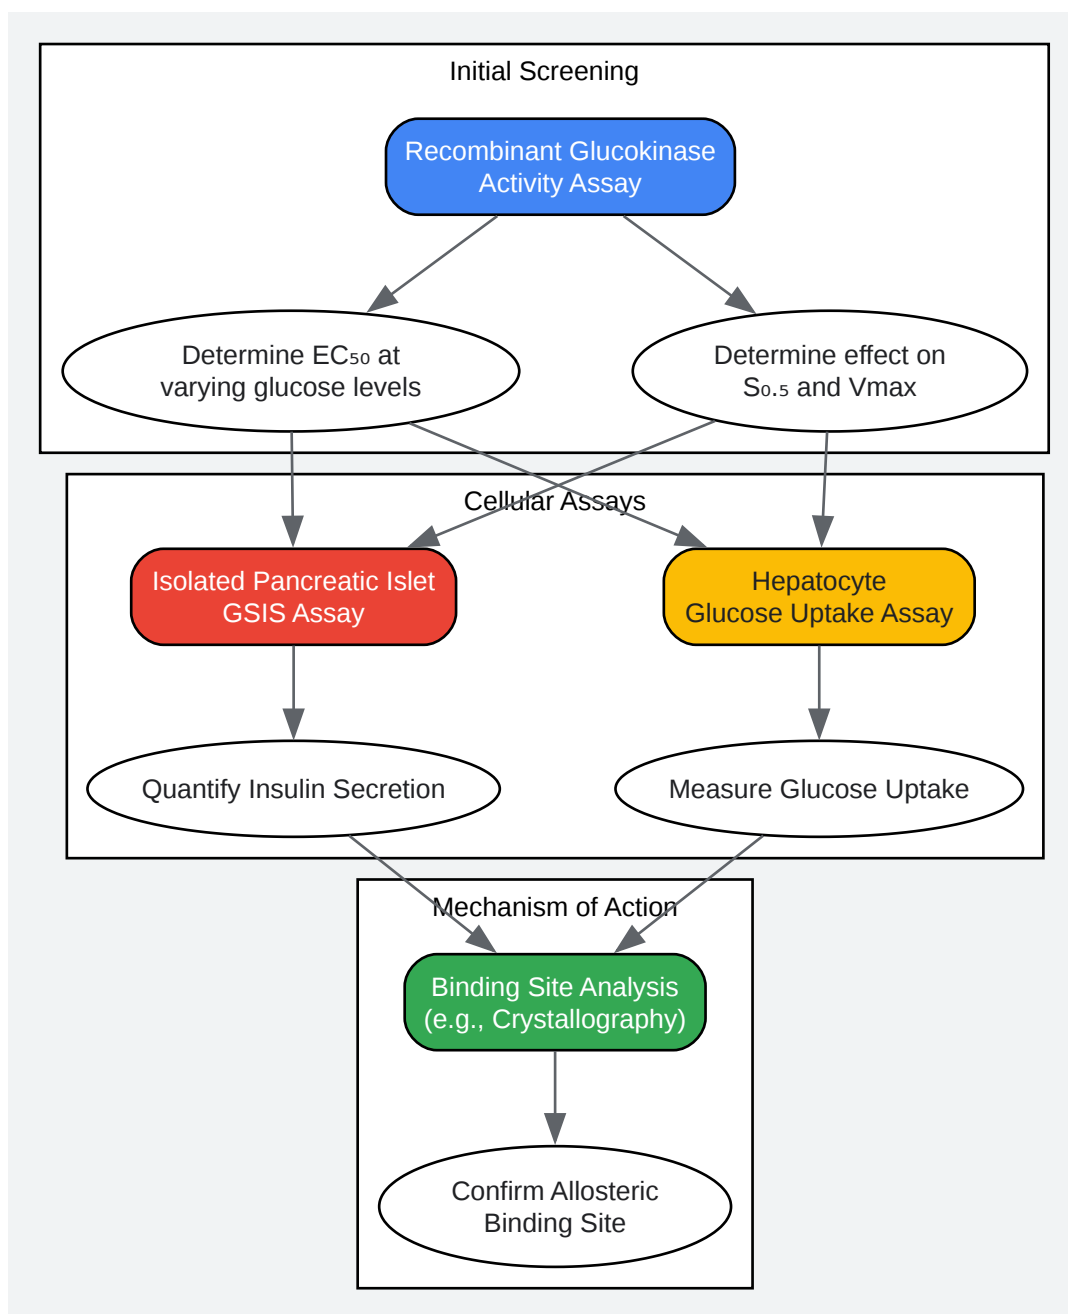 Initial Screening
Recombinant Glucokinase
Activity Assay
Determine EC₅₀ at
varying glucose levels
Determine effect on
S₀.₅ and Vmax
Cellular Assays
Isolated Pancreatic Islet
GSIS Assay
Hepatocyte
Glucose Uptake Assay
Quantify Insulin Secretion
Measure Glucose Uptake
Mechanism of Action
Binding Site Analysis
(e.g., Crystallography)
Confirm Allosteric
Binding Site